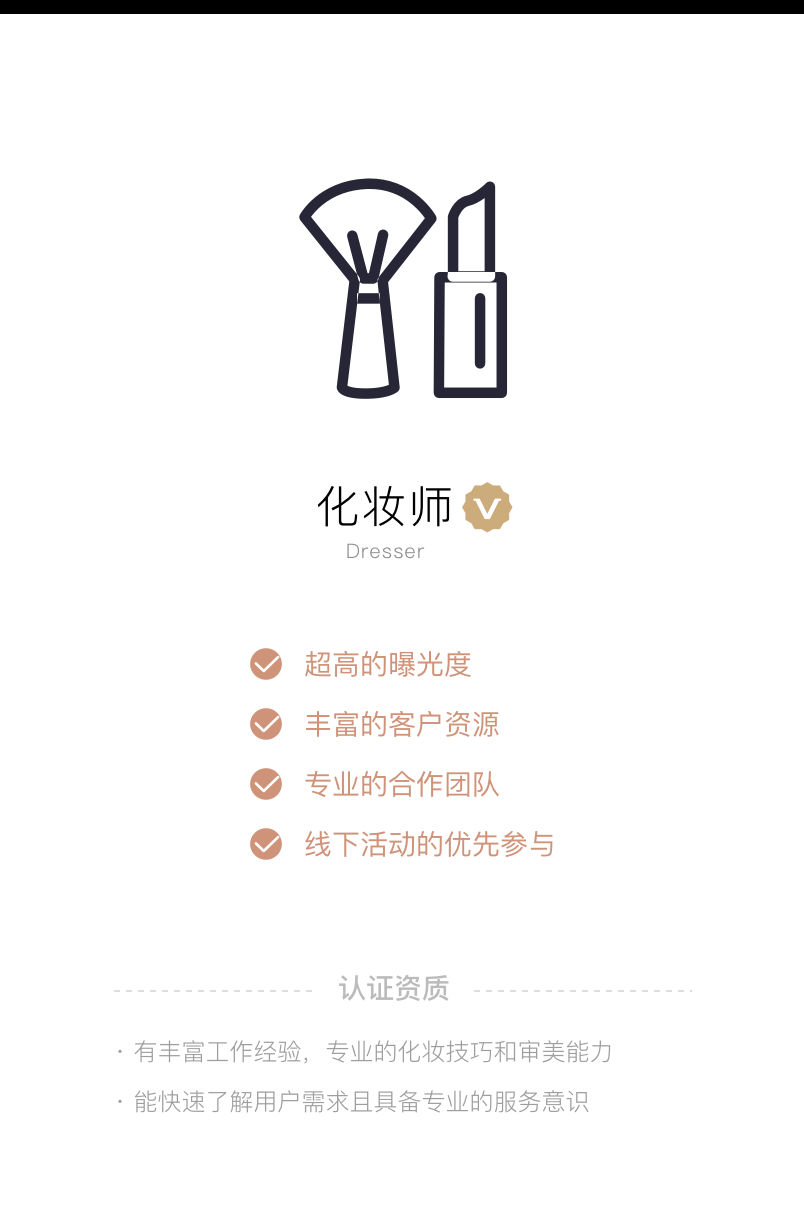 化妆师 V
Dresser
超高的曝光度
丰富的客户资源
专业的合作团队
线下活动的优先参与
认证资质
· 有丰富工作经验，专业的化妆技巧和审美能力
· 能快速了解用户需求且具备专业的服务意识